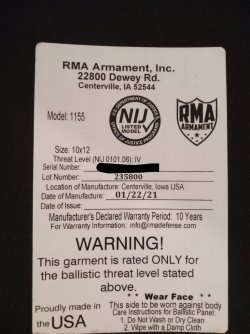 RMA Armament, Inc.
22800 Dewey Rd.
Centerville, IA 52544
Model: 1155
NIJ
LISTED
MODEL
RMA
ARMAMENT
Size: 10x12
Threat Level (NIJ 0101.06): IV
Serial Number:
Lot Number: 235800
Location of Manufacture: Centerville, Iowa USA
Date of Manufacture: 01/22/21
Date of Issue:
Manufacturer's Declared Warranty Period: 10 Years
For Warranty Information: info@rmadefense.com
WARNING!
This garment is rated ONLY for
the ballistic threat level stated
above.
** Wear Face **
This side to be worn against body
Care Instructions for Ballistic Panel:
1. Do Not Wash or Dry Clean
2. Wipe with a Damp Cloth
Proudly made in
the USA